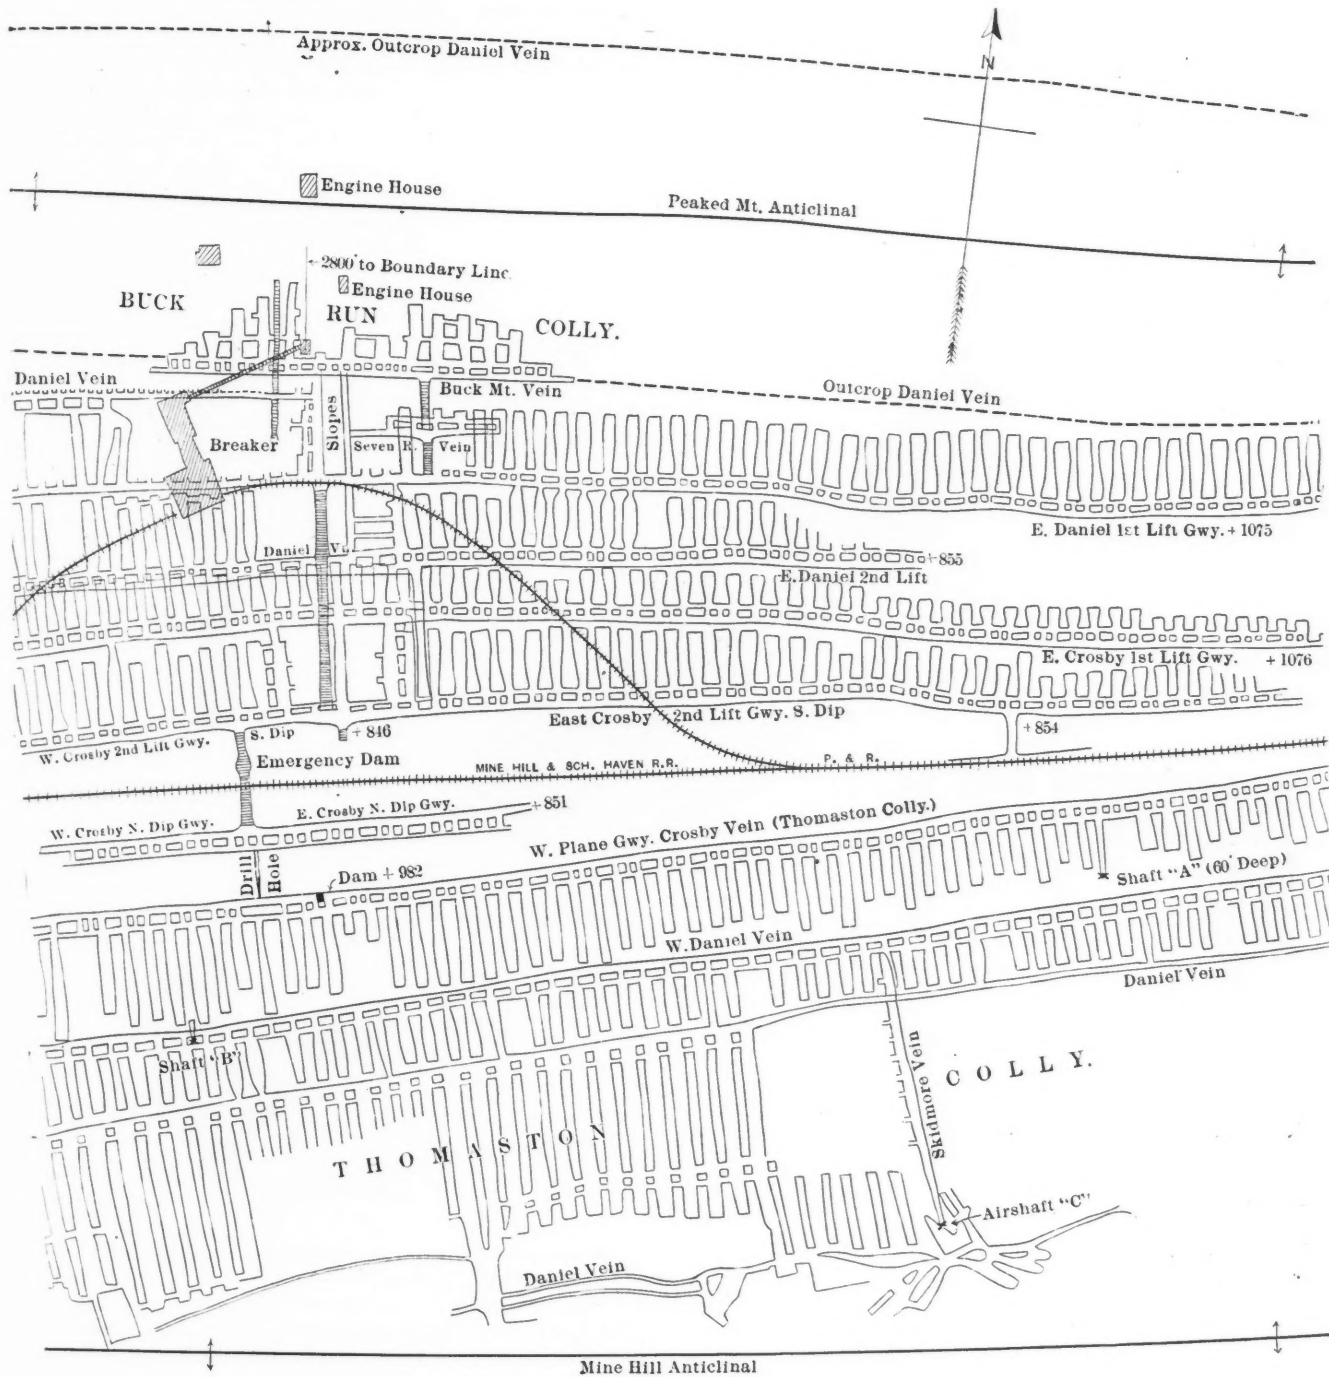 Approx. Outcrop Daniel Vein
N
Engine House
Peaked Mt. Anticlinal
2800' to Boundary Line
Engine House
BUCK RUN COLLY.
Daniel Vein
Buck Mt. Vein
Outcrop Daniel Vein
Slopes
Breaker
Seven Ft. Vein
E. Daniel 1st Lift Gwy. + 1075
Daniel Vn.
+855
E. Daniel 2nd Lift
E. Crosby 1st Lift Gwy. + 1076
East Crosby 2nd Lift Gwy. S. Dip
W. Crosby 2nd Lift Gwy.
S. Dip
+ 846
+ 854
Emergency Dam
MINE HILL & SCH. HAVEN R.R.
P. & R.
E. Crosby N. Dip Gwy.
+851
W. Crosby N. Dip Gwy.
W. Plane Gwy. Crosby Vein (Thomaston Colly.)
Drill Hole
Dam + 982
Shaft "A" (60' Deep)
W. Daniel Vein
Daniel Vein
Shaft "B"
Skidmore Vein
THOMASTON COLLY.
Airshaft "C"
Daniel Vein
Mine Hill Anticlinal